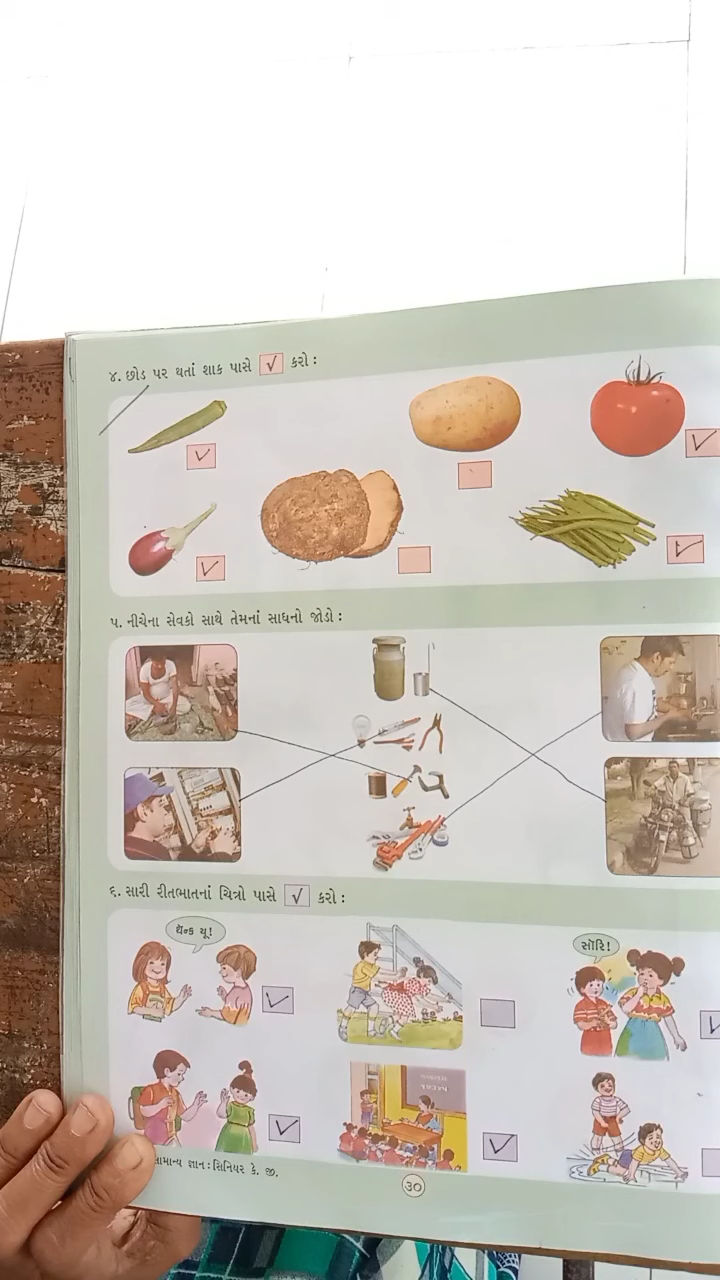 ૪. છોડ પર થતાં શાક પાસે √ કરો :
૫. નીચેના સેવકો સાથે તેમનાં સાધનો જોડો :
૬. સારી રીતભાતનાં ચિત્રો પાસે √ કરો :
થૅન્ક યૂ!
સૉરિ!
સામાન્ય જ્ઞાન : સિનિયર કે. જી.
૩૦